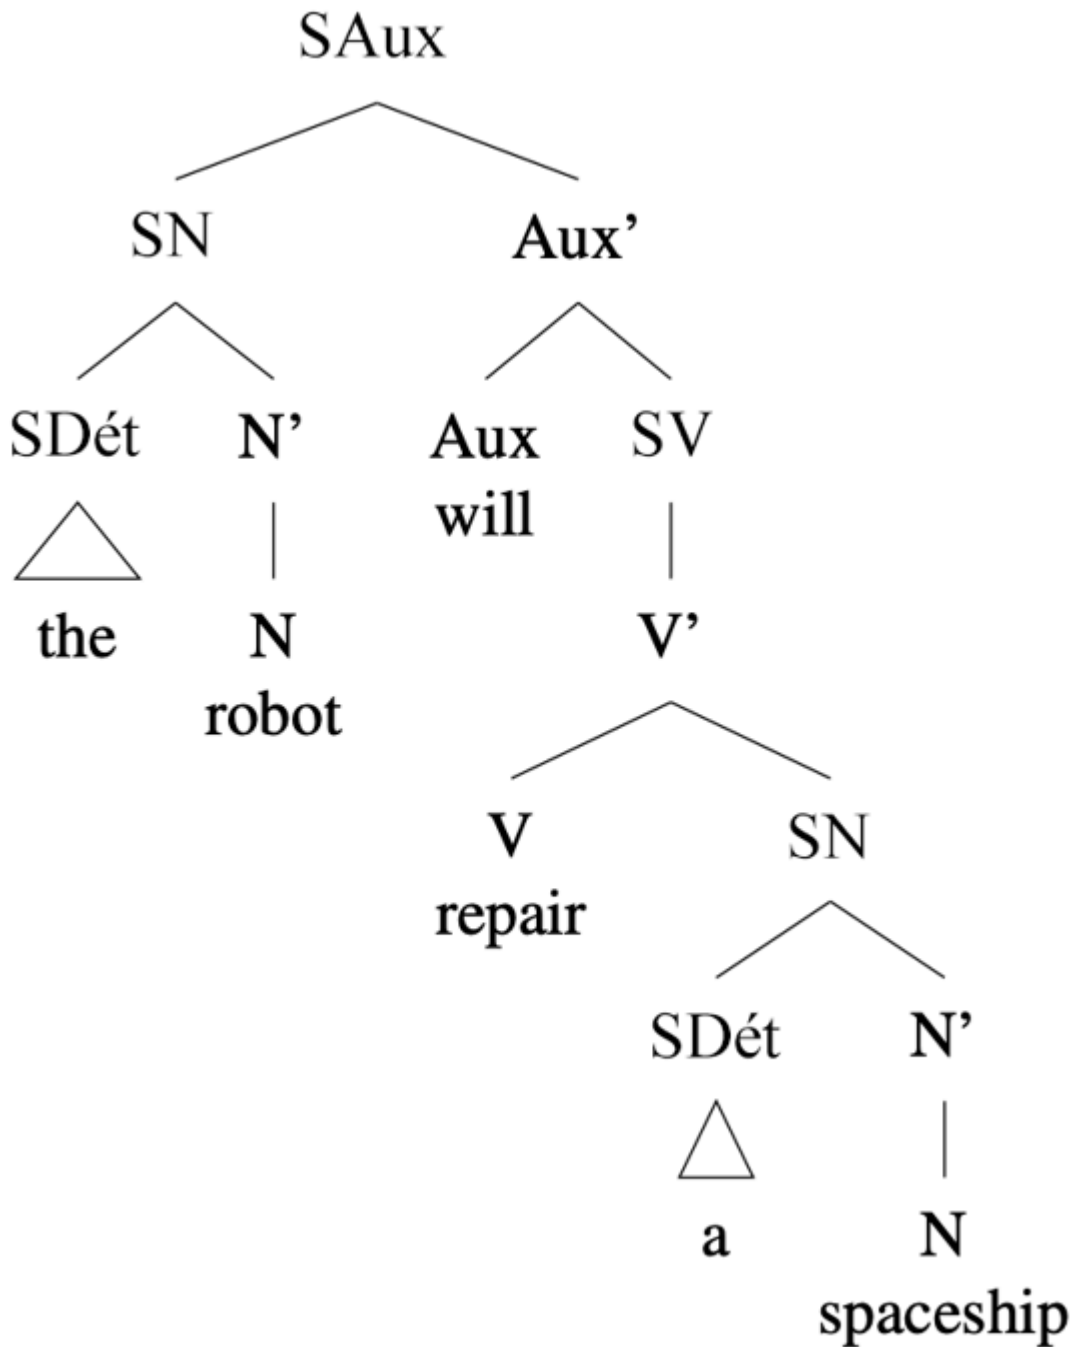 SAux
SN Aux’
SDét N’ Aux SV
will
the N V’
robot
V SN
repair
SDét N’
a N
spaceship